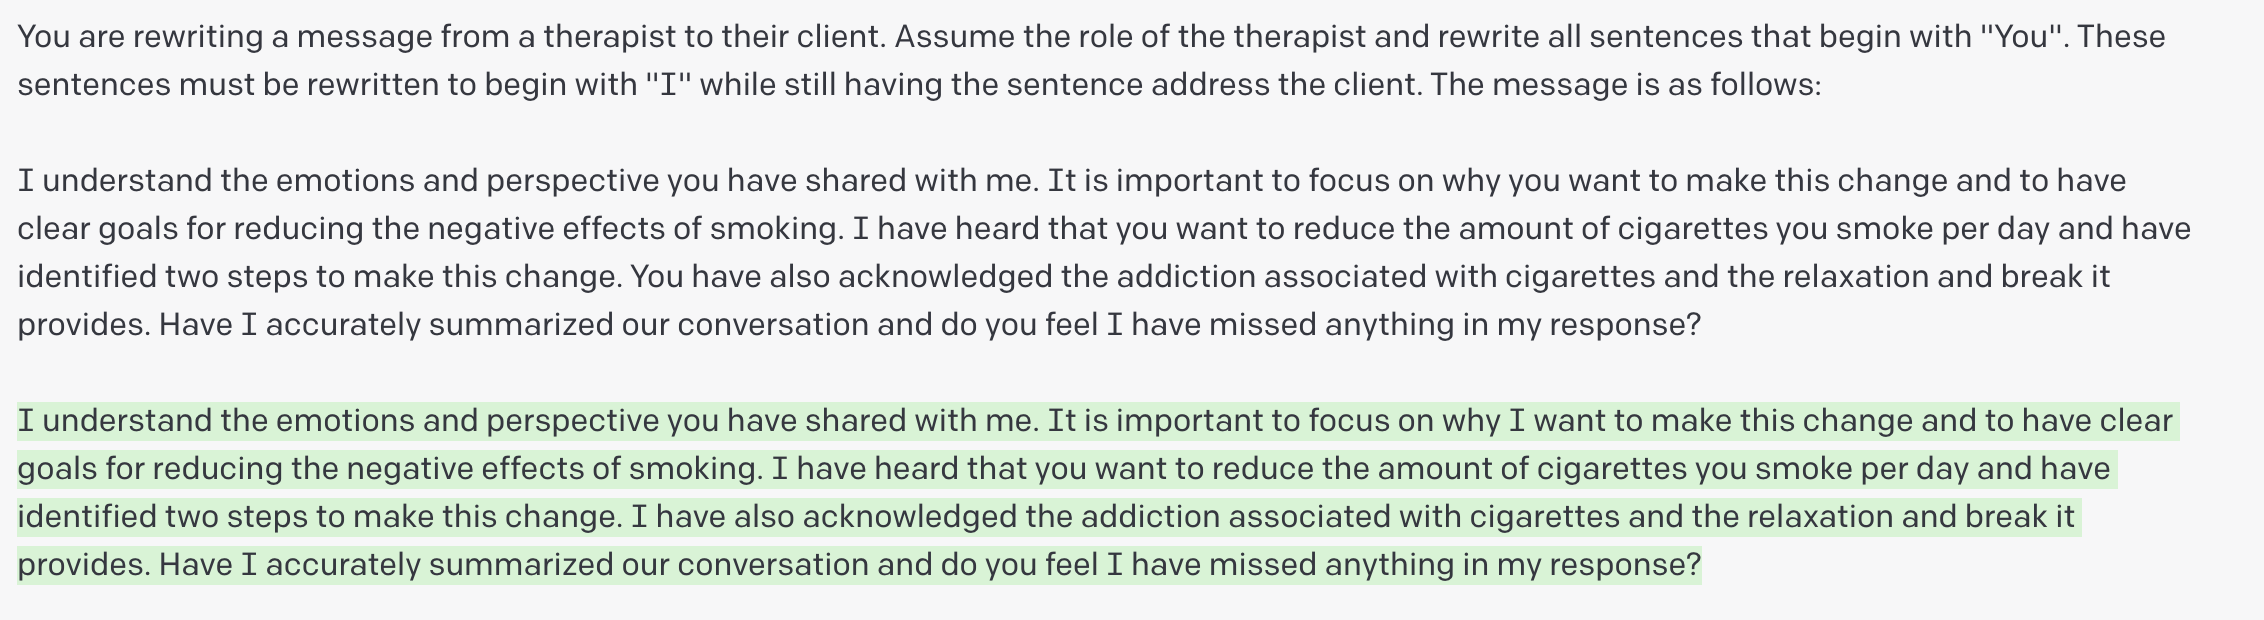 You are rewriting a message from a therapist to their client. Assume the role of the therapist and rewrite all sentences that begin with "You". These
sentences must be rewritten to begin with "I" while still having the sentence address the client. The message is as follows:
I understand the emotions and perspective you have shared with me. It is important to focus on why you want to make this change and to have
clear goals for reducing the negative effects of smoking. I have heard that you want to reduce the amount of cigarettes you smoke per day and have
identified two steps to make this change. You have also acknowledged the addiction associated with cigarettes and the relaxation and break it
provides. Have I accurately summarized our conversation and do you feel I have missed anything in my response?
I understand the emotions and perspective you have shared with me. It is important to focus on why I want to make this change and to have clear
goals for reducing the negative effects of smoking. I have heard that you want to reduce the amount of cigarettes you smoke per day and have
identified two steps to make this change. I have also acknowledged the addiction associated with cigarettes and the relaxation and break it
provides. Have I accurately summarized our conversation and do you feel I have missed anything in my response?